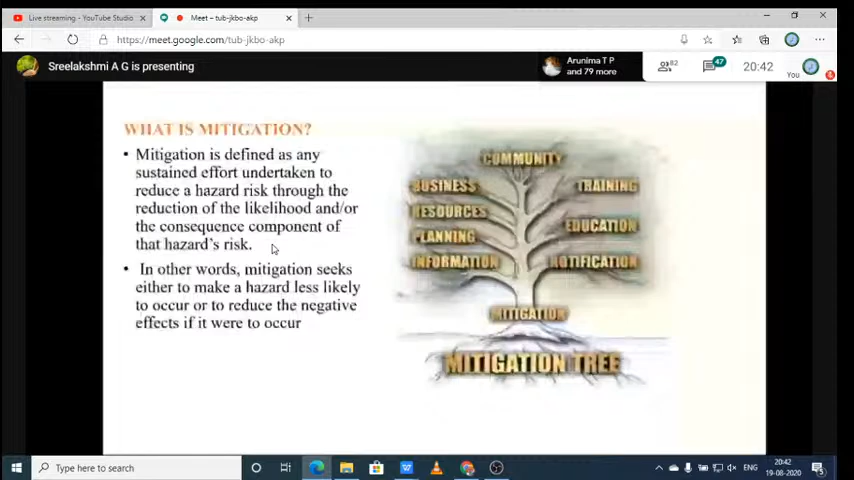 Live streaming - YouTube Studio
Meet – tub-jkbo-akp
https://meet.google.com/tub-jkbo-akp
Sreelakshmi A G is presenting
Arunima T P
and 79 more
82
47
20:42
You
WHAT IS MITIGATION?
• Mitigation is defined as any
sustained effort undertaken to
reduce a hazard risk through the
reduction of the likelihood and/or
the consequence component of
that hazard's risk.
• In other words, mitigation seeks
either to make a hazard less likely
to occur or to reduce the negative
effects if it were to occur
COMMUNITY
BUSINESS
TRAINING
RESOURCES
EDUCATION
PLANNING
INFORMATION
NOTIFICATION
MITIGATION
MITIGATION TREE
Type here to search
ENG
20:42
19-08-2020